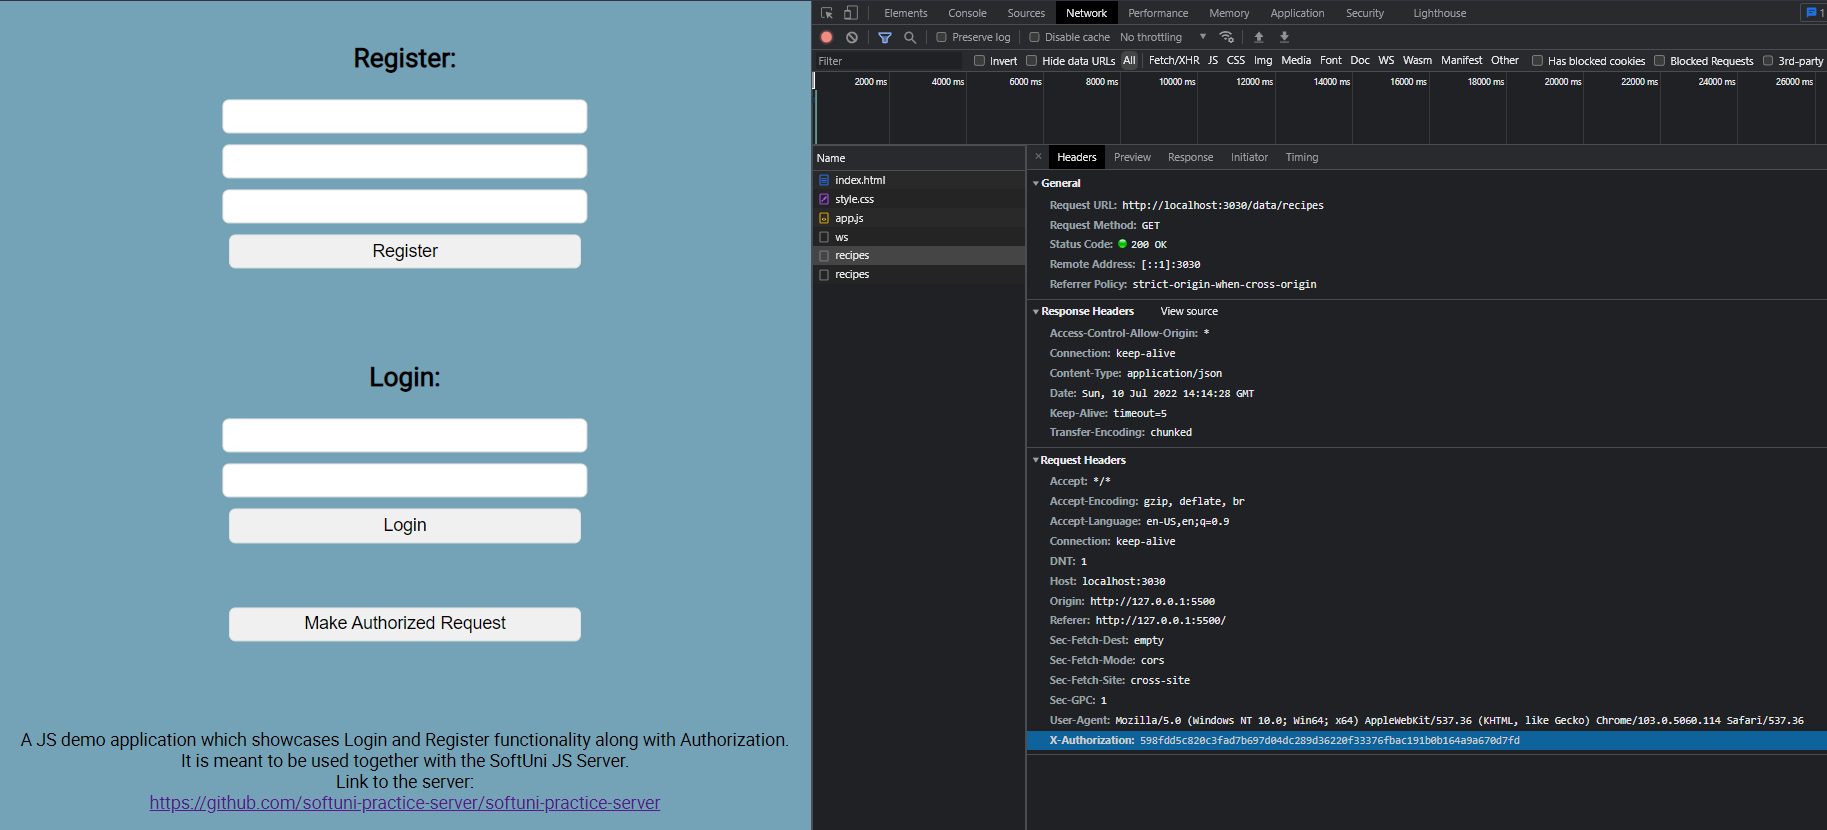 Register:
Register
Login:
Login
Make Authorized Request
A JS demo application which showcases Login and Register functionality along with Authorization.
It is meant to be used together with the SoftUni JS Server.
Link to the server:
https://github.com/softuni-practice-server/softuni-practice-server
Elements Console Sources Network Performance Memory Application Security Lighthouse 1
Preserve log Disable cache No throttling
Filter Invert Hide data URLs All Fetch/XHR JS CSS Img Media Font Doc WS Wasm Manifest Other Has blocked cookies Blocked Requests 3rd-party
2000 ms 4000 ms 6000 ms 8000 ms 10000 ms 12000 ms 14000 ms 16000 ms 18000 ms 20000 ms 22000 ms 24000 ms 26000 ms
Name
index.html
style.css
app.js
ws
recipes
recipes
× Headers Preview Response Initiator Timing
General
Request URL: http://localhost:3030/data/recipes
Request Method: GET
Status Code: 200 OK
Remote Address: [::1]:3030
Referrer Policy: strict-origin-when-cross-origin
Response Headers View source
Access-Control-Allow-Origin: *
Connection: keep-alive
Content-Type: application/json
Date: Sun, 10 Jul 2022 14:14:28 GMT
Keep-Alive: timeout=5
Transfer-Encoding: chunked
Request Headers
Accept: */*
Accept-Encoding: gzip, deflate, br
Accept-Language: en-US,en;q=0.9
Connection: keep-alive
DNT: 1
Host: localhost:3030
Origin: http://127.0.0.1:5500
Referer: http://127.0.0.1:5500/
Sec-Fetch-Dest: empty
Sec-Fetch-Mode: cors
Sec-Fetch-Site: cross-site
Sec-GPC: 1
User-Agent: Mozilla/5.0 (Windows NT 10.0; Win64; x64) AppleWebKit/537.36 (KHTML, like Gecko) Chrome/103.0.5060.114 Safari/537.36
X-Authorization: 598fdd5c820c3fad7b697d04dc289d36220f33376fbac191b0b164a9a670d7fd